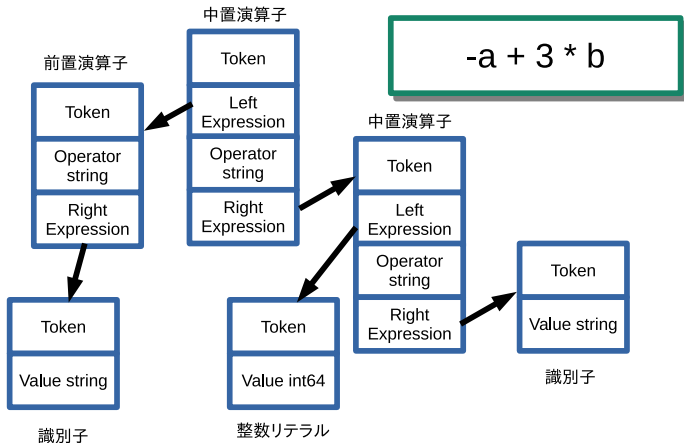 中置演算子
-a + 3 * b
前置演算子
Token
Left
Expression
Operator
string
Right
Expression
Token
Operator
string
Right
Expression
中置演算子
Token
Left
Expression
Operator
string
Right
Expression
Token
Value string
識別子
Token
Value int64
整数リテラル
Token
Value string
識別子